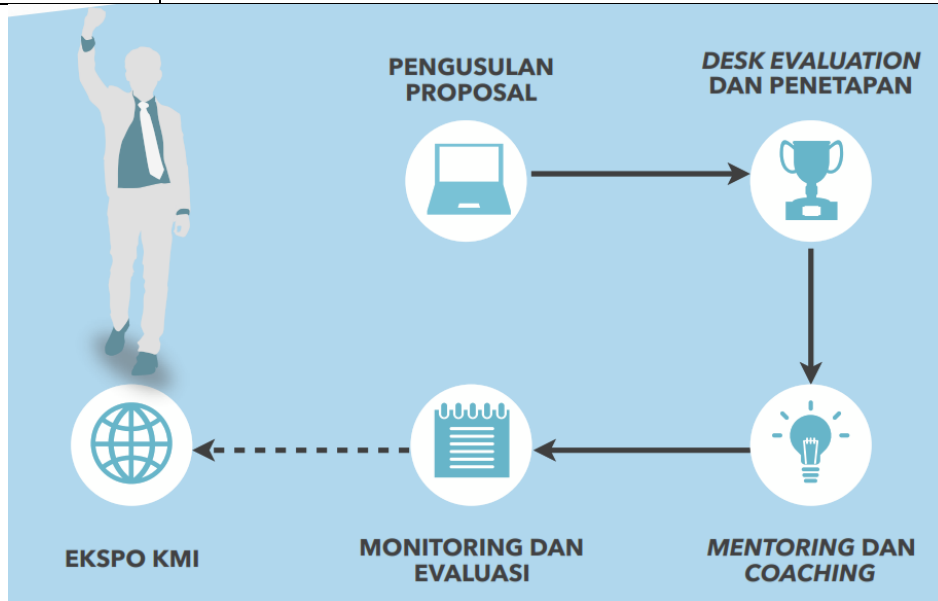 PENGUSULAN
PROPOSAL
DESK EVALUATION
DAN PENETAPAN
EKSPO KMI
MONITORING DAN
EVALUASI
MENTORING DAN
COACHING